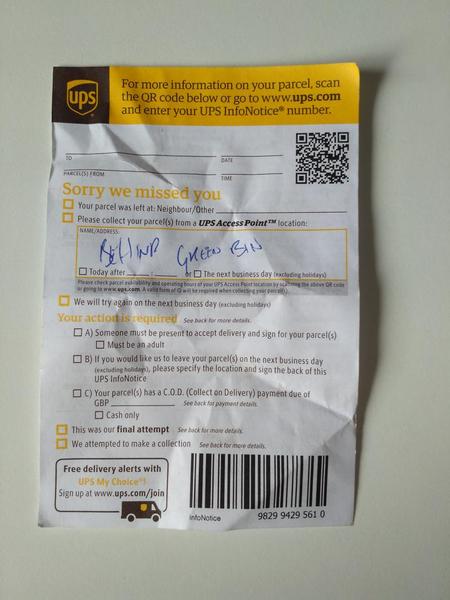 ups
For more information on your parcel, scan
the QR code below or go to www.ups.com
and enter your UPS InfoNotice® number.
TO
DATE
PARCEL(S) FROM
TIME
Sorry we missed you
Your parcel was left at: Neighbour/Other
Please collect your parcel(s) from a UPS Access Point™ location:
NAME/ADDRESS:
BEHIND GREEN BIN
Today after or The next business day (excluding holidays)
Please check parcel availability and operating hours of your UPS Access Point location by scanning the above QR code
or going to www.ups.com. A valid form of ID will be required when collecting your parcel(s).
We will try again on the next business day (excluding holidays)
Your action is required See back for more details.
A) Someone must be present to accept delivery and sign for your parcel(s)
Must be an adult
B) If you would like us to leave your parcel(s) on the next business day
(excluding holidays), please specify the location and sign the back of this
UPS InfoNotice
C) Your parcel(s) has a C.O.D. (Collect on Delivery) payment due of
GBP See back for payment details.
Cash only
This was our final attempt See back for more details.
We attempted to make a collection See back for more details.
Free delivery alerts with
UPS My Choice®!
Sign up at www.ups.com/join
InfoNotice
9829 9429 561 0